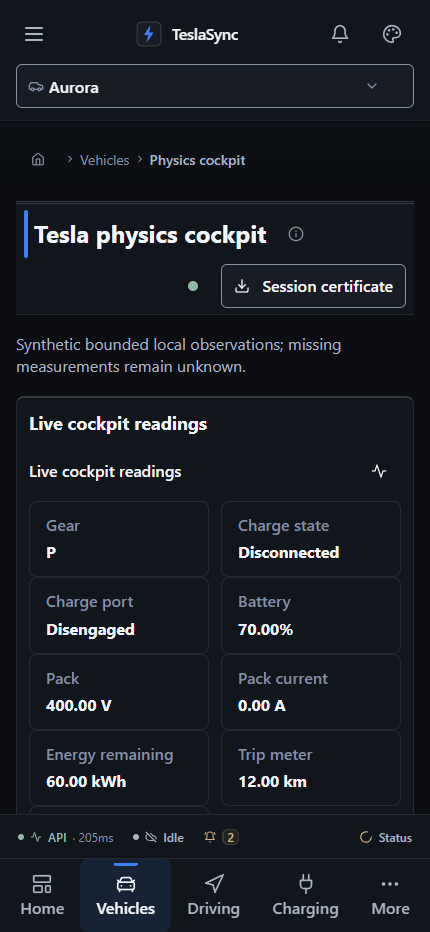 TeslaSync
Aurora
Vehicles
Physics cockpit
Tesla physics cockpit
Session certificate
Synthetic bounded local observations; missing
measurements remain unknown.
Live cockpit readings
Live cockpit readings
Gear
P
Charge state
Disconnected
Charge port
Disengaged
Battery
70.00%
Pack
400.00 V
Pack current
0.00 A
Energy remaining
60.00 kWh
Trip meter
12.00 km
API · 205ms
Idle
2
Status
Home
Vehicles
Driving
Charging
More